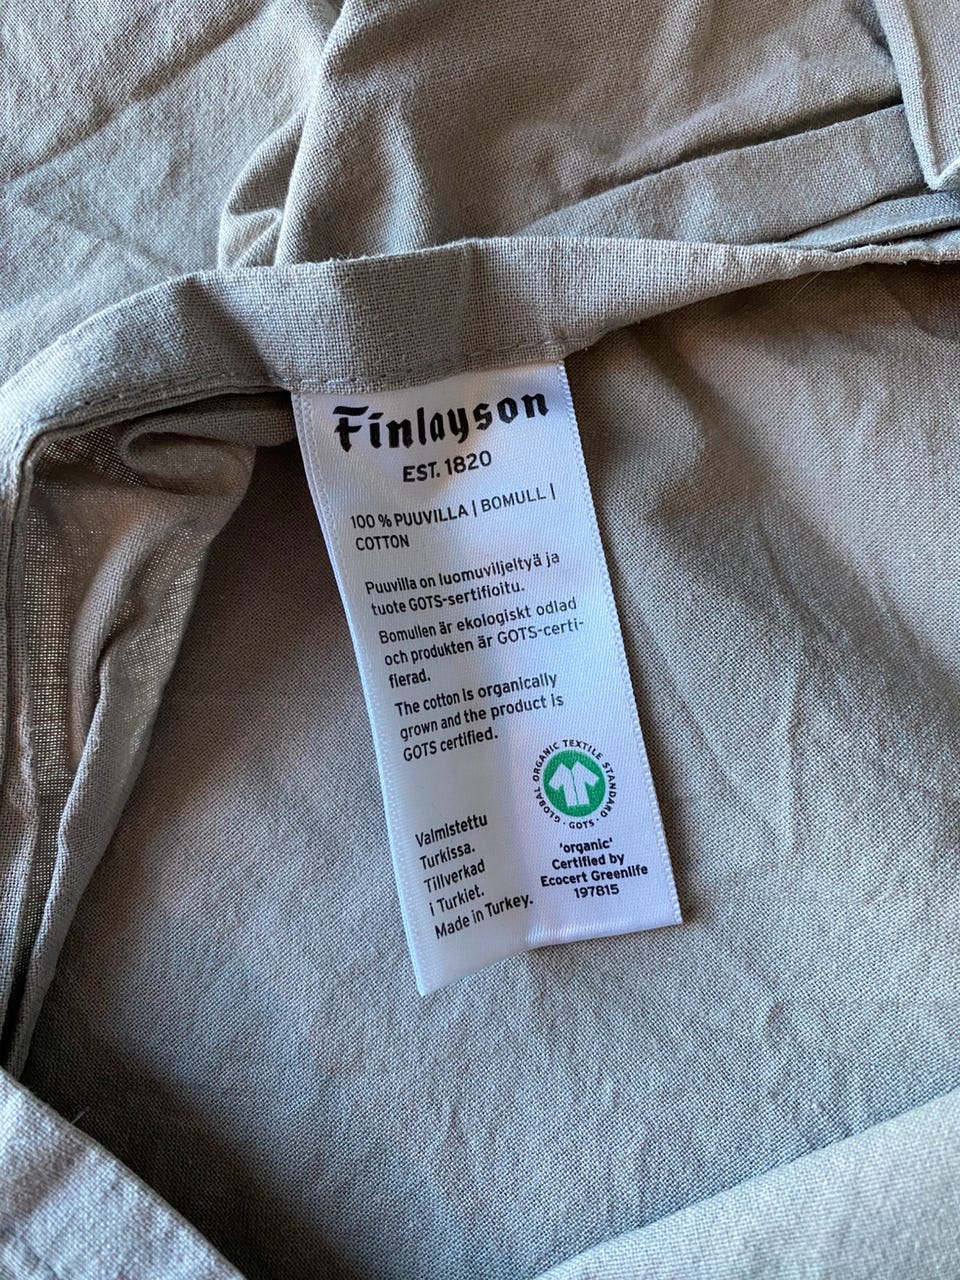 Finlayson
EST. 1820
100 % PUUVILLA | BOMULL |
COTTON
Puuvilla on luomuviljeltyä ja
tuote GOTS-sertifioitu.
Bomullen är ekologiskt odlad
och produkten är GOTS-certi-
fierad.
The cotton is organically
grown and the product is
GOTS certified.
Valmistettu
Turkissa.
Tillverkad
i Turkiet.
Made in Turkey.
GLOBAL ORGANIC TEXTILE STANDARD
· GOTS ·
'organic'
Certified by
Ecocert Greenlife
197815